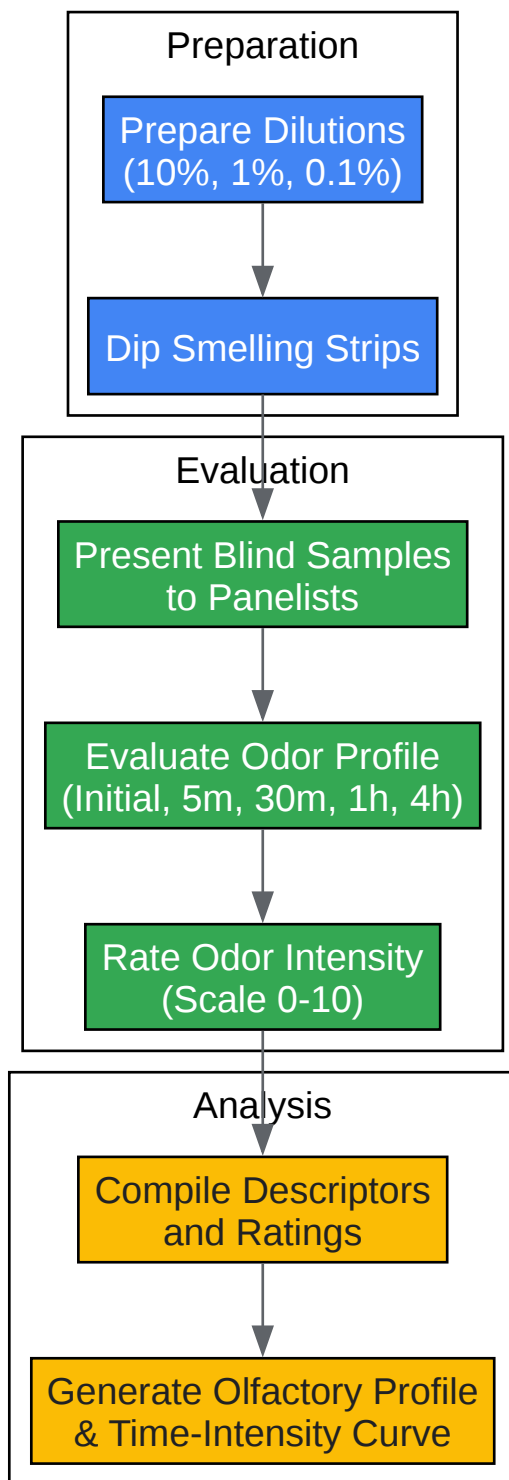 Preparation
Prepare Dilutions
(10%, 1%, 0.1%)
Dip Smelling Strips
Evaluation
Present Blind Samples
to Panelists
Evaluate Odor Profile
(Initial, 5m, 30m, 1h, 4h)
Rate Odor Intensity
(Scale 0-10)
Analysis
Compile Descriptors
and Ratings
Generate Olfactory Profile
& Time-Intensity Curve